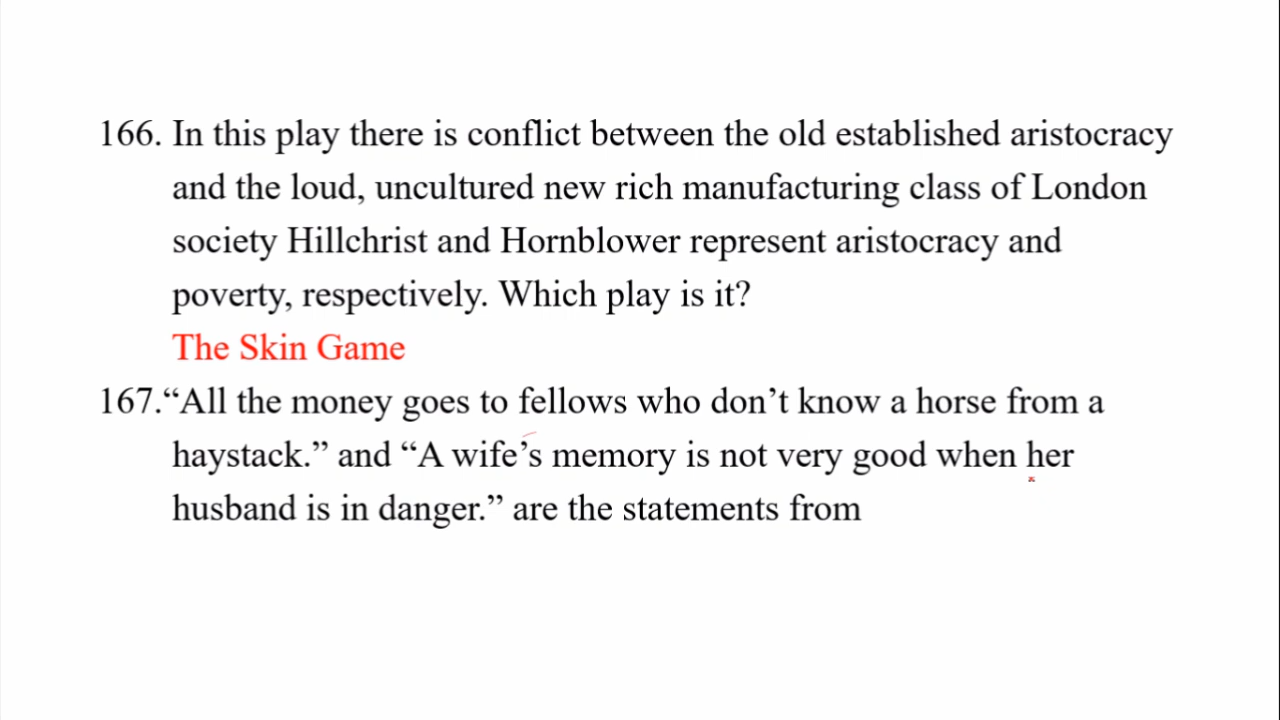 166. In this play there is conflict between the old established aristocracy
and the loud, uncultured new rich manufacturing class of London
society Hillchrist and Hornblower represent aristocracy and
poverty, respectively. Which play is it?
The Skin Game
167.“All the money goes to fellows who don’t know a horse from a
haystack.” and “A wife’s memory is not very good when her
husband is in danger.” are the statements from